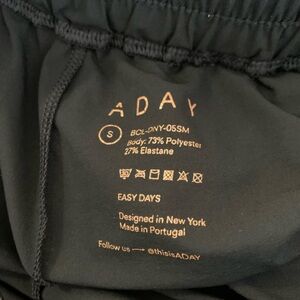 ADAY
S
BCL-DNY-05SM
Body: 73% Polyester
27% Elastane
EASY DAYS
Designed in New York
Made in Portugal
Follow us → @thisisADAY